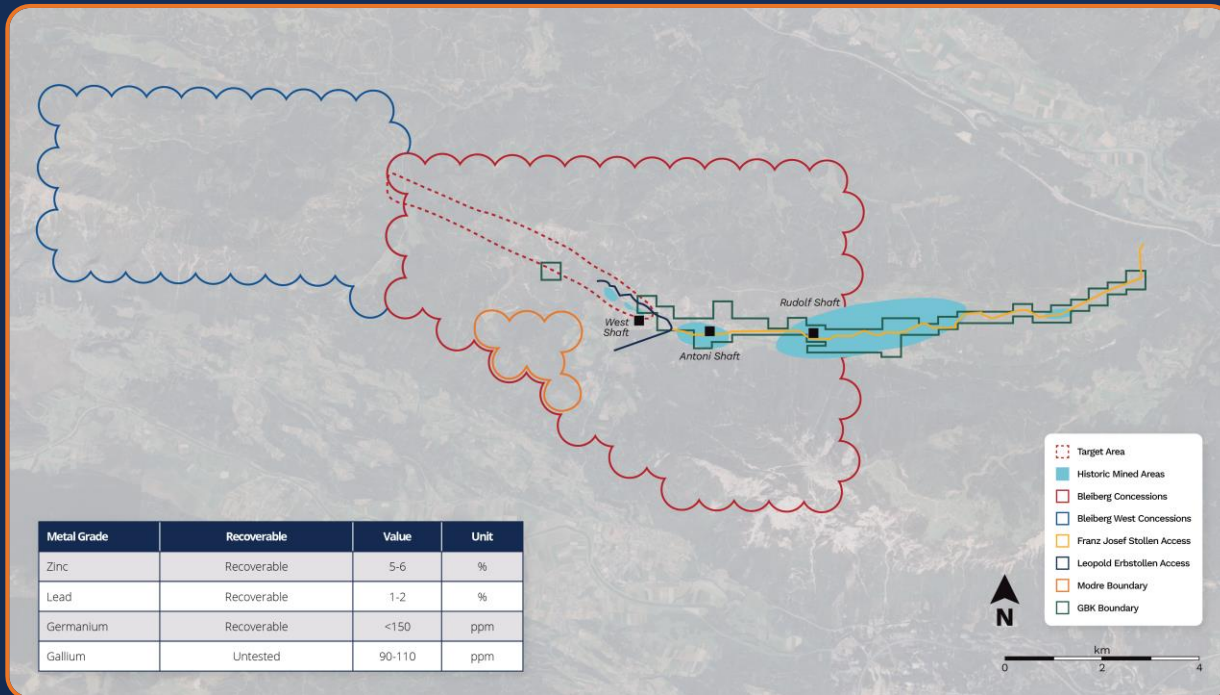 Rudolf Shaft
West
Shaft
Antoni Shaft
Metal Grade Recoverable Value Unit
Zinc Recoverable 5-6 %
Lead Recoverable 1-2 %
Germanium Recoverable <150 ppm
Gallium Untested 90-110 ppm
Target Area
Historic Mined Areas
Bleiberg Concessions
Bleiberg West Concessions
Franz Josef Stollen Access
Leopold Erbstollen Access
Modre Boundary
GBK Boundary
N
km
0 2 4